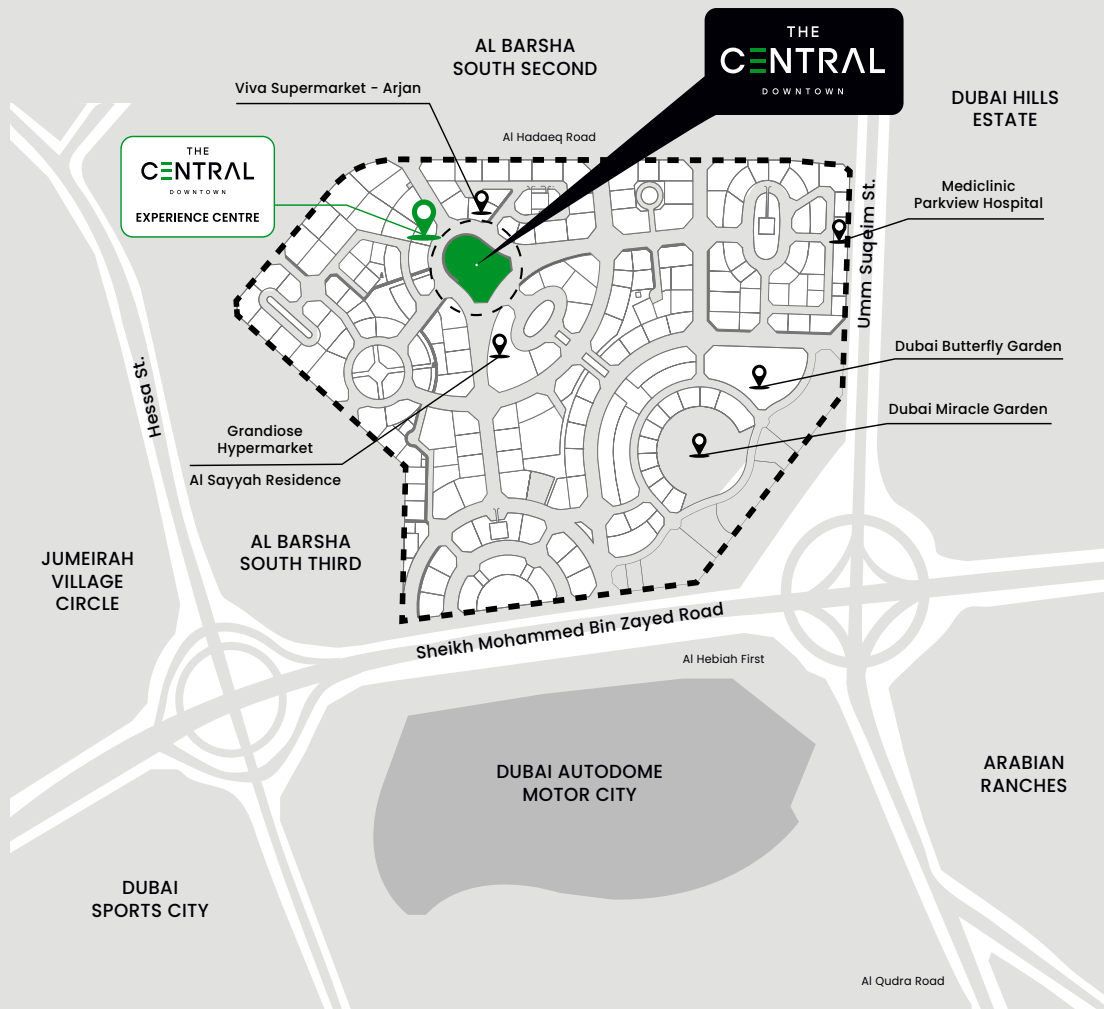 THE
CENTRAL
DOWNTOWN
AL BARSHA
SOUTH SECOND
Viva Supermarket - Arjan
DUBAI HILLS
ESTATE
Al Hadaeq Road
THE
CENTRAL
DOWNTOWN
EXPERIENCE CENTRE
Mediclinic
Parkview Hospital
Umm Suqeim St.
Dubai Butterfly Garden
Hessa St.
Dubai Miracle Garden
Grandiose
Hypermarket
Al Sayyah Residence
AL BARSHA
SOUTH THIRD
JUMEIRAH
VILLAGE
CIRCLE
Sheikh Mohammed Bin Zayed Road
Al Hebiah First
DUBAI AUTODOME
MOTOR CITY
ARABIAN
RANCHES
DUBAI
SPORTS CITY
Al Qudra Road